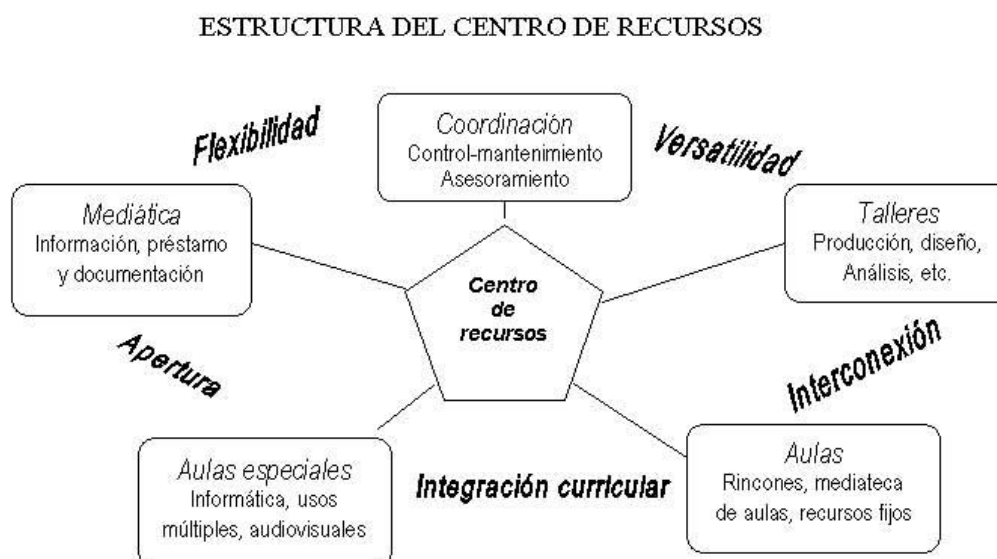 ESTRUCTURA DEL CENTRO DE RECURSOS
Flexibilidad
Coordinación
Control-mantenimiento
Asesoramiento
Versatilidad
Mediática
Información, préstamo
y documentación
Talleres
Producción, diseño,
Análisis, etc.
Centro
de
recursos
Apertura
Interconexión
Aulas especiales
Informática, usos
múltiples, audiovisuales
Integración curricular
Aulas
Rincones, mediateca
de aulas, recursos fijos